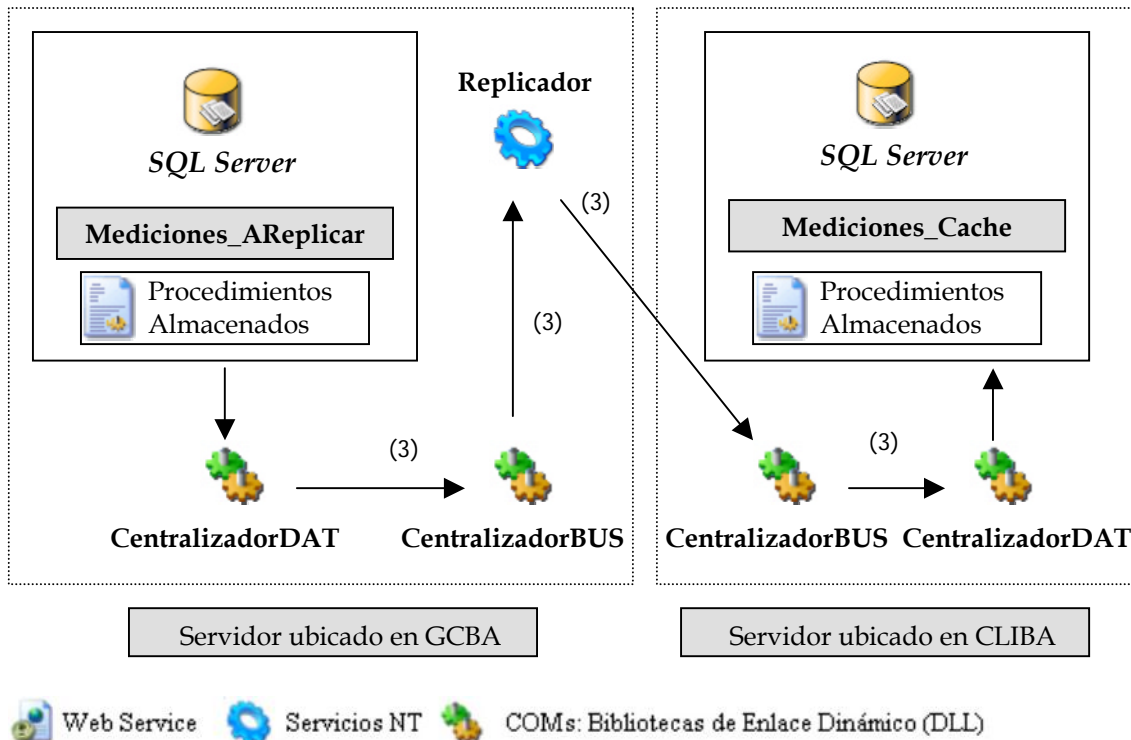 Replicador
SQL Server
Mediciones_AReplicar
Procedimientos
Almacenados
(3)
(3)
(3)
CentralizadorDAT
CentralizadorBUS
Servidor ubicado en GCBA
SQL Server
Mediciones_Cache
Procedimientos
Almacenados
(3)
CentralizadorBUS
CentralizadorDAT
Servidor ubicado en CLIBA
Web Service
Servicios NT
COMs: Bibliotecas de Enlace Dinámico (DLL)